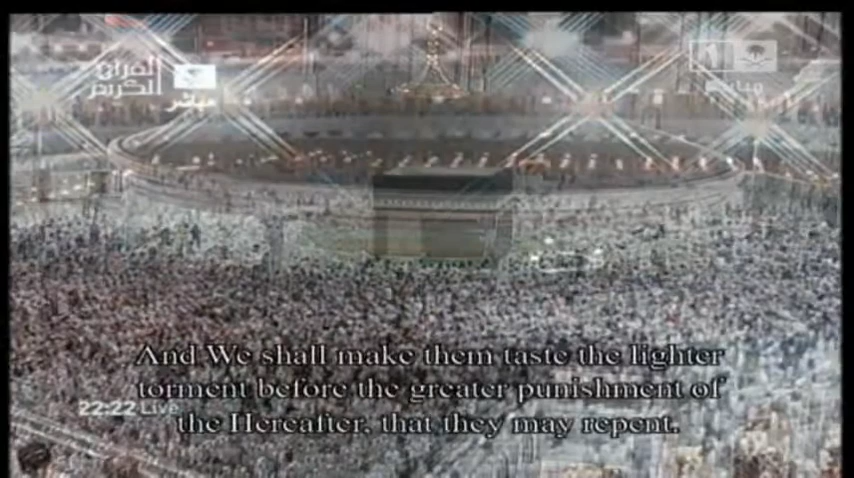 القرآن
الكريم
مباشر
And We shall make them taste the lighter
torment before the greater punishment of
22:22 Live
the Hereafter, that they may repent.